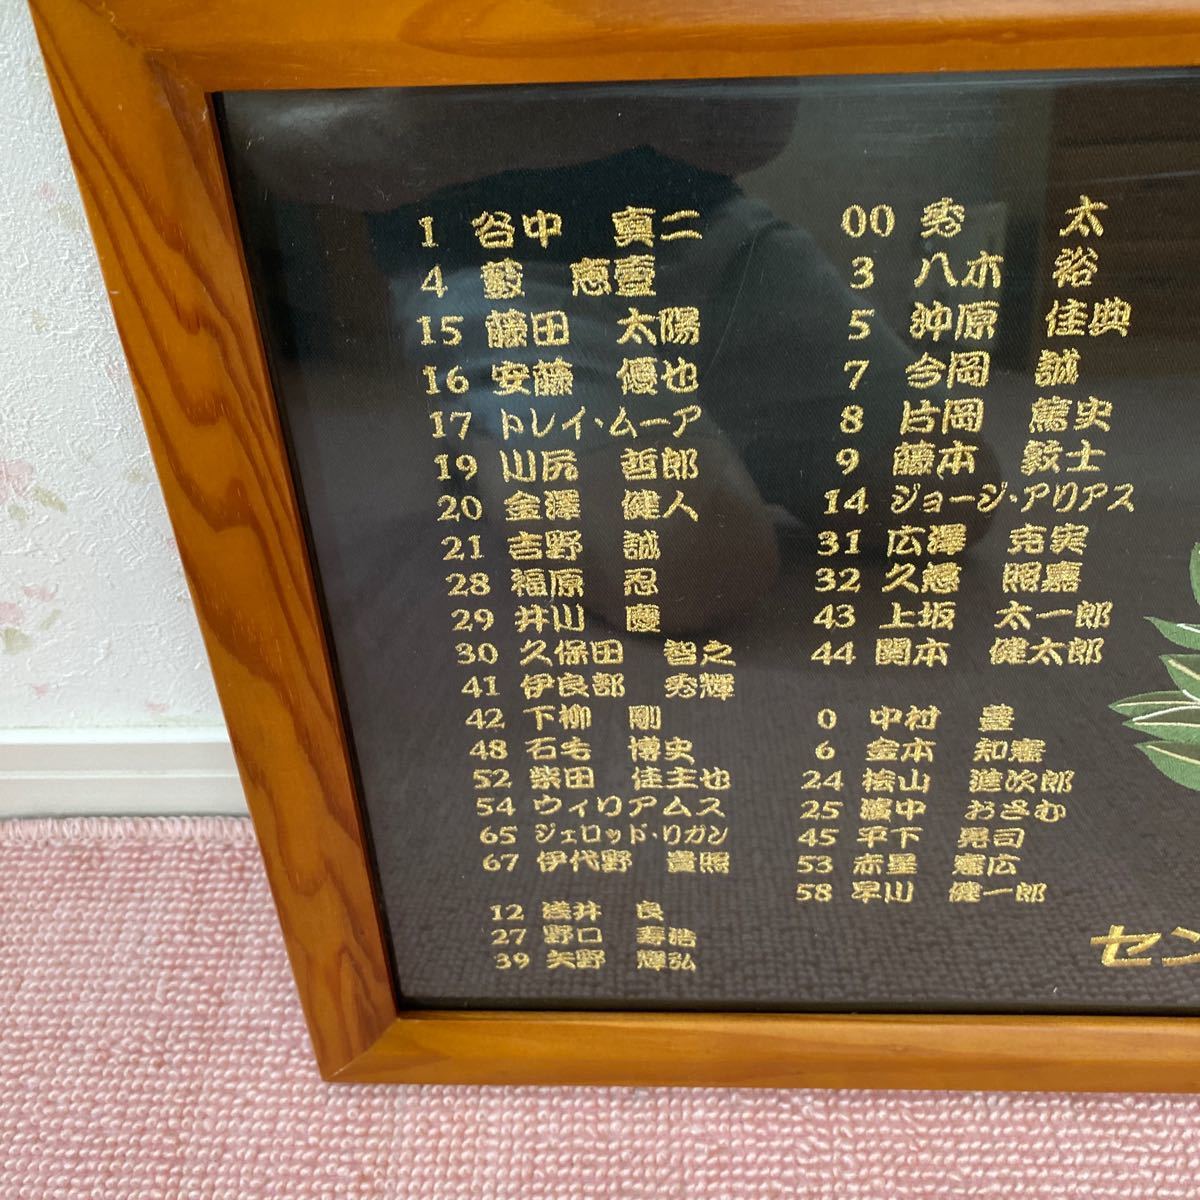 1 谷中 真二
4 藪 恵壹
15 藤田 太陽
16 安藤 優也
17 トレイ・ムーア
19 川尻 哲郎
20 金澤 健人
21 吉野 誠
28 福原 忍
29 井川 慶
30 久保田 智之
41 伊良部 秀輝
42 下柳 剛
48 石毛 博史
52 柴田 佳主也
54 ウィリアムス
65 ジェロッド・リガン
67 伊代野 貴照
12 浅井 良
27 野口 寿浩
39 矢野 輝弘
00 秀 太
3 八木 裕
5 沖原 佳典
7 今岡 誠
8 片岡 篤史
9 藤本 敦士
14 ジョージ・アリアス
31 広澤 克実
32 久慈 照嘉
43 上坂 太一郎
44 関本 健太郎
0 中村 豊
6 金本 知憲
24 桧山 進次郎
25 濱中 おさむ
45 平下 晃司
53 赤星 憲広
58 早川 健一郎
セン